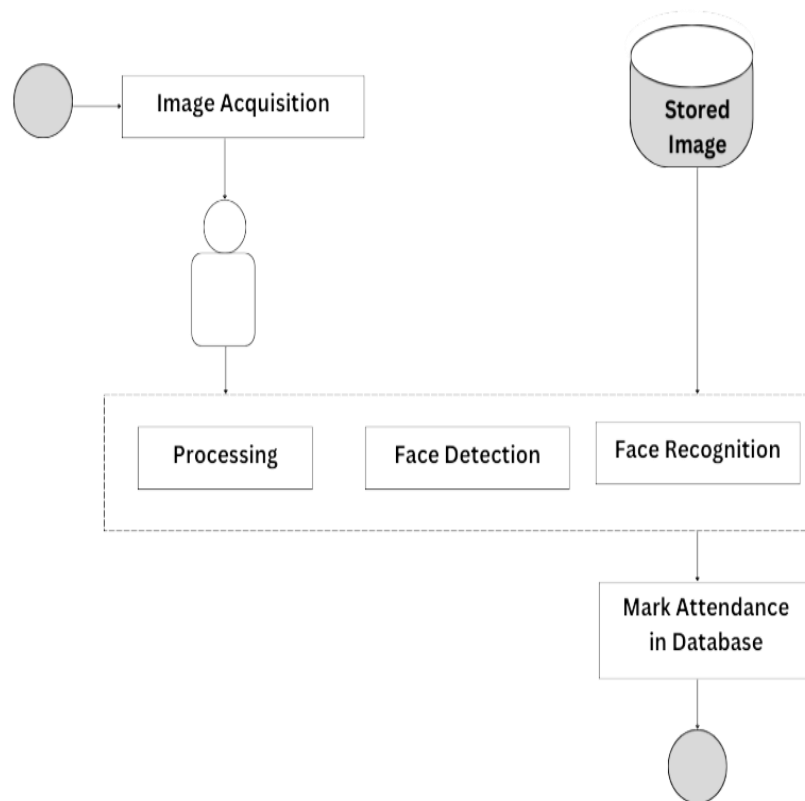 Image Acquisition
Stored
Image
Processing
Face Detection
Face Recognition
Mark Attendance
in Database